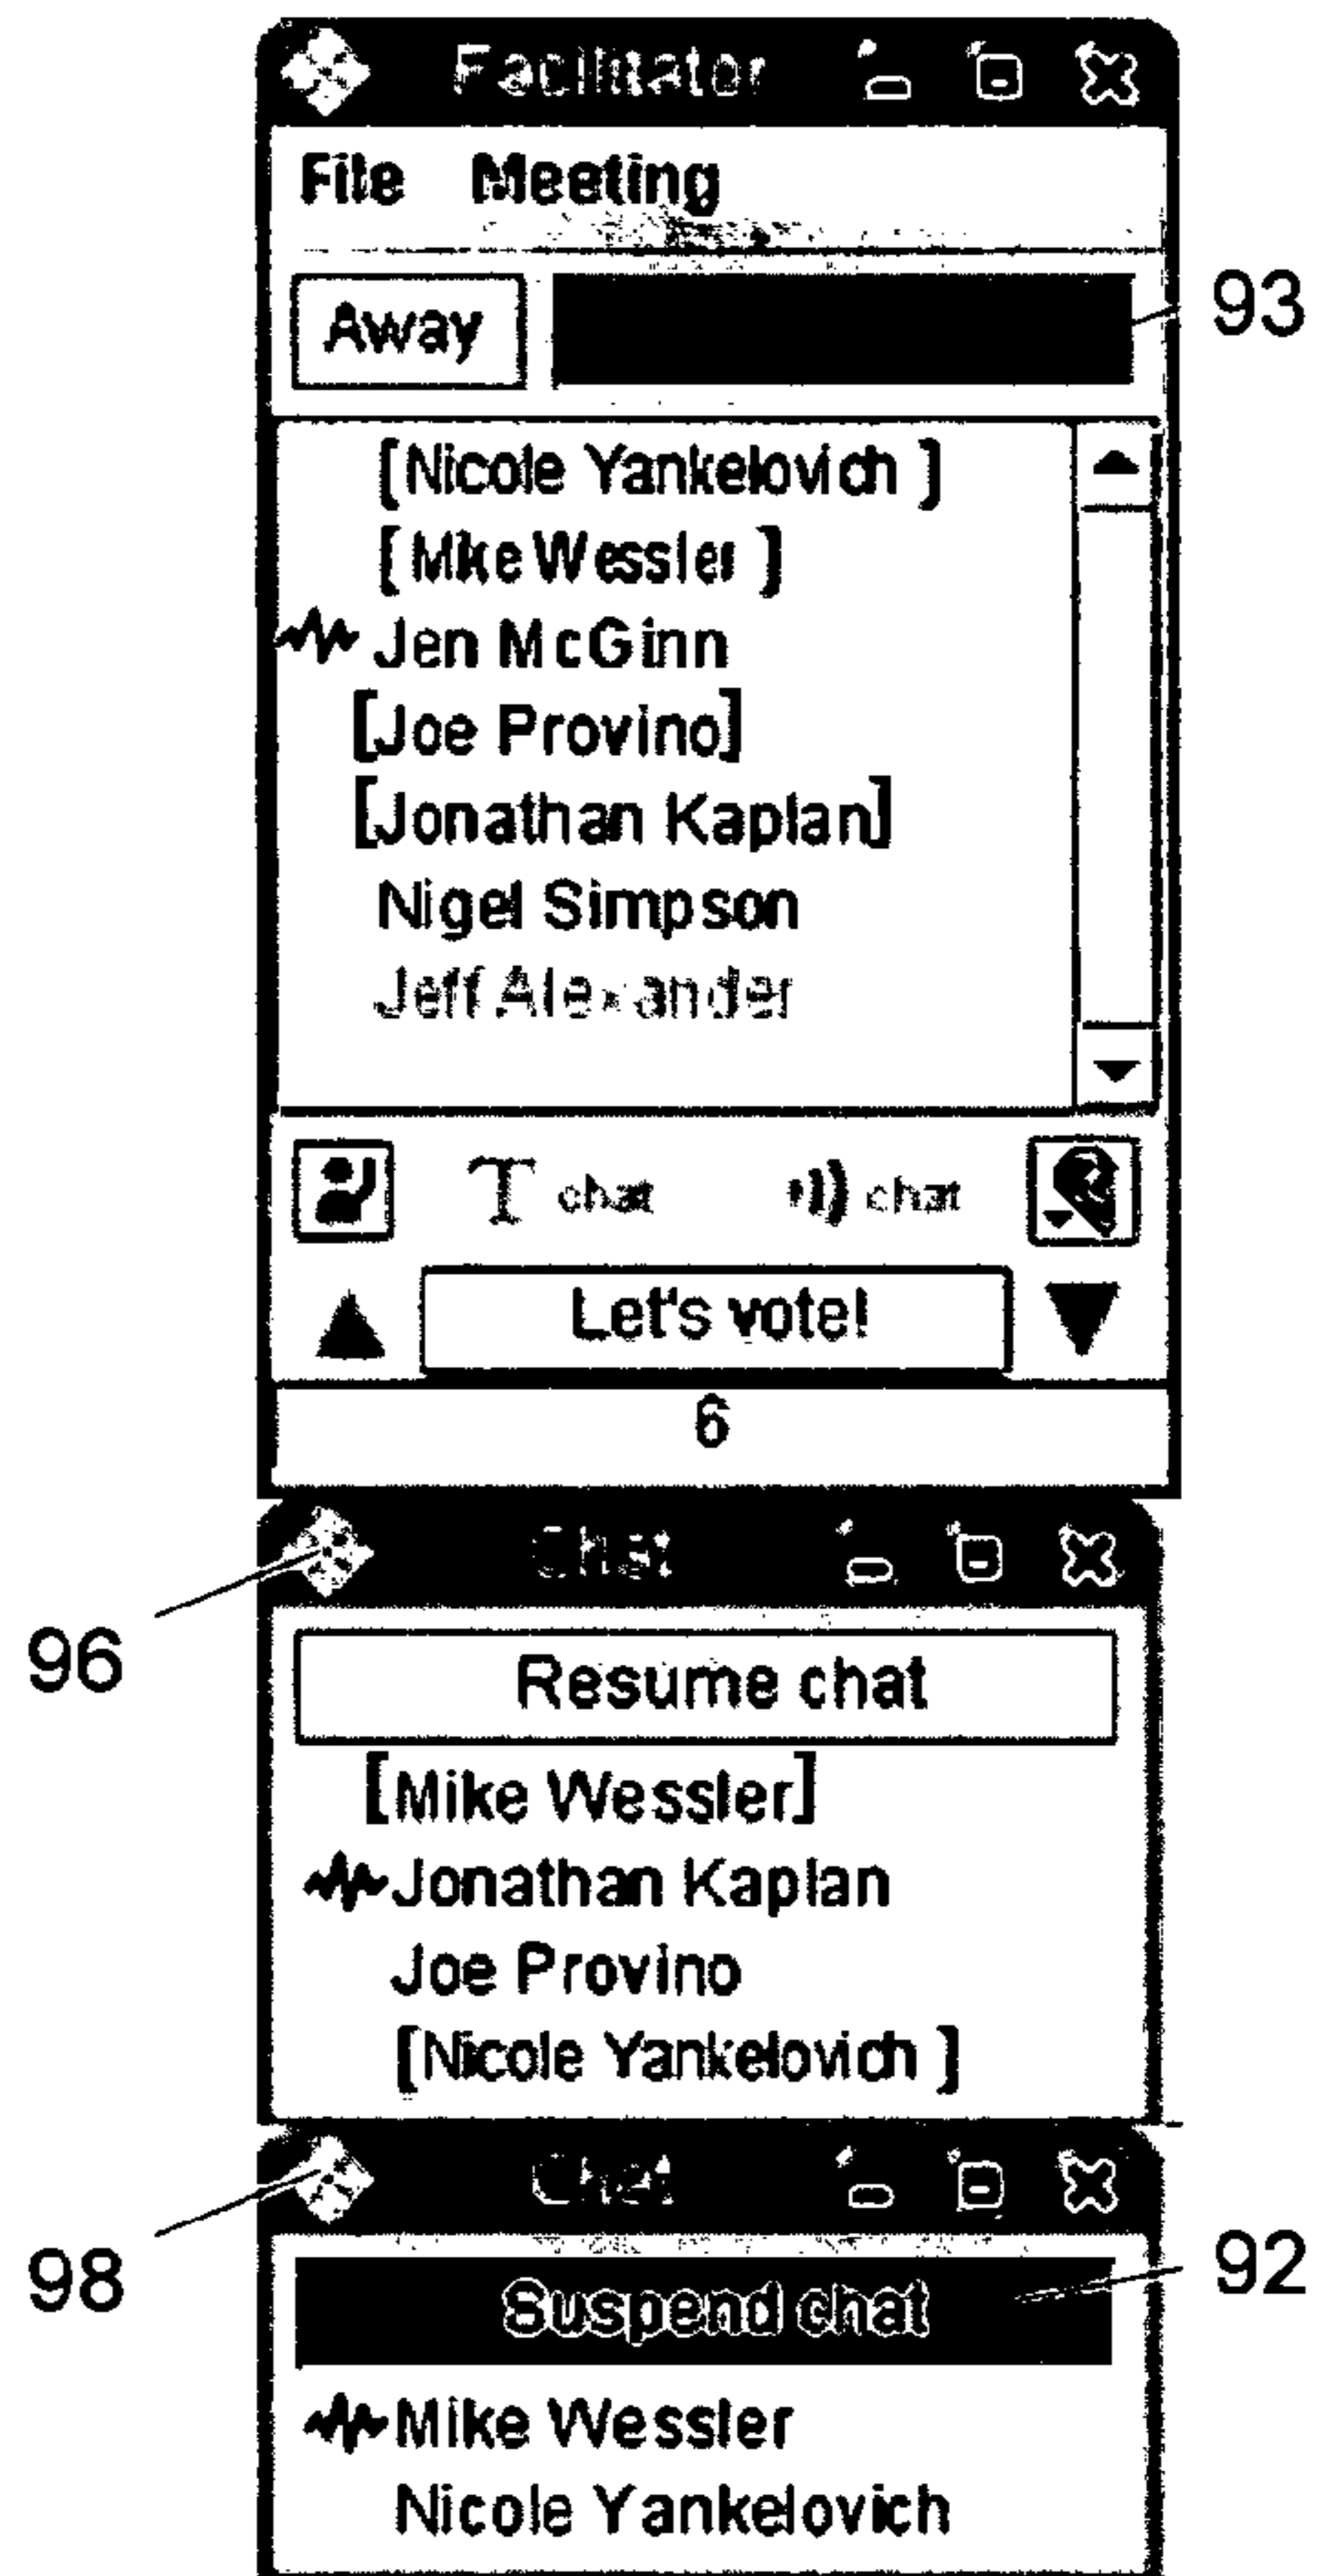 Facilitator
File Meeting
Away
93
[Nicole Yankelovich ]
[ Mike Wessler ]
Jen McGinn
[Joe Provino]
[Jonathan Kaplan]
Nigel Simpson
Jeff Alexander
T chat chat
Let's vote!
6
Chat
96
Resume chat
[Mike Wessler]
Jonathan Kaplan
Joe Provino
[Nicole Yankelovich ]
Chat
98
Suspend chat
92
Mike Wessler
Nicole Yankelovich